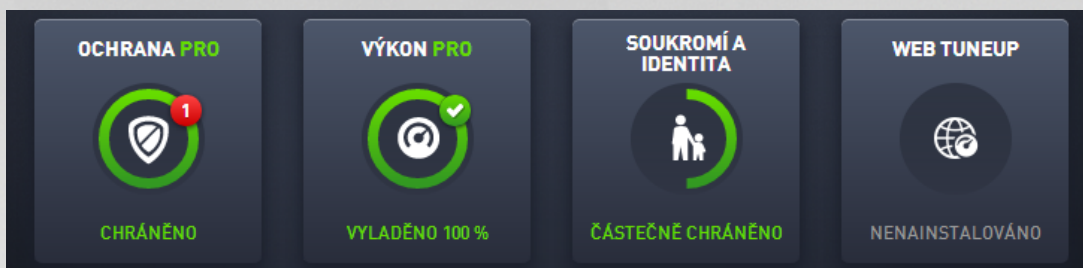 OCHRANA PRO
1
CHRÁNĚNO
VÝKON PRO
VYLADĚNO 100 %
SOUKROMÍ A
IDENTITA
ČÁSTEČNĚ CHRÁNĚNO
WEB TUNEUP
NENAINSTALOVÁNO